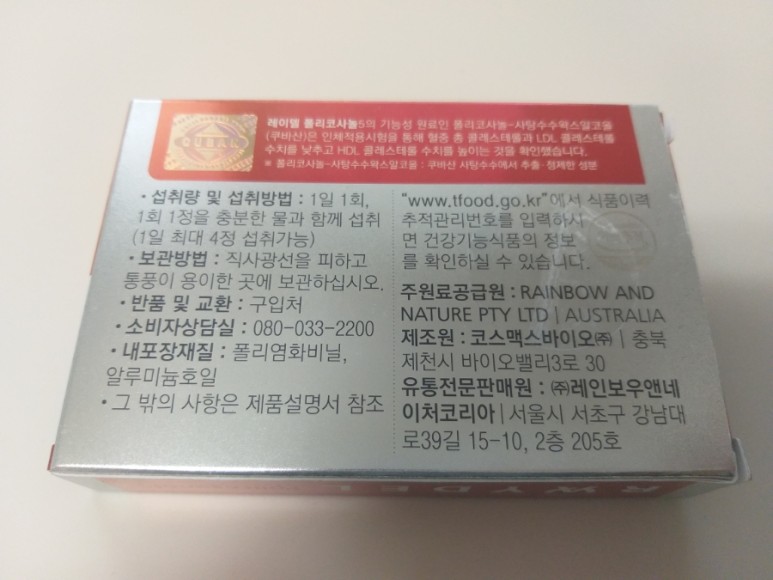 레이델 폴리코사놀5의 기능성 원료인 폴리코사놀-사탕수수왁스알코올
(쿠바산)은 인체적용시험을 통해 혈중 총 콜레스테롤과 LDL 콜레스테롤
수치를 낮추고 HDL 콜레스테롤 수치를 높이는 것을 확인했습니다.
※ 폴리코사놀-사탕수수왁스알코올 : 쿠바산 사탕수수에서 추출·정제한 성분
· 섭취량 및 섭취방법 : 1일 1회,
1회 1정을 충분한 물과 함께 섭취
(1일 최대 4정 섭취가능)
· 보관방법 : 직사광선을 피하고
통풍이 용이한 곳에 보관하십시오.
· 반품 및 교환 : 구입처
· 소비자상담실 : 080-033-2200
· 내포장재질 : 폴리염화비닐,
알루미늄호일
· 그 밖의 사항은 제품설명서 참조
"www.tfood.go.kr"에서 식품이력
추적관리번호를 입력하시
면 건강기능식품의 정보
를 확인하실 수 있습니다.
주원료공급원 : RAINBOW AND
NATURE PTY LTD | AUSTRALIA
제조원 : 코스맥스바이오㈜ | 충북
제천시 바이오밸리3로 30
유통전문판매원 : ㈜레인보우앤네
이처코리아 | 서울시 서초구 강남대
로39길 15-10, 2층 205호